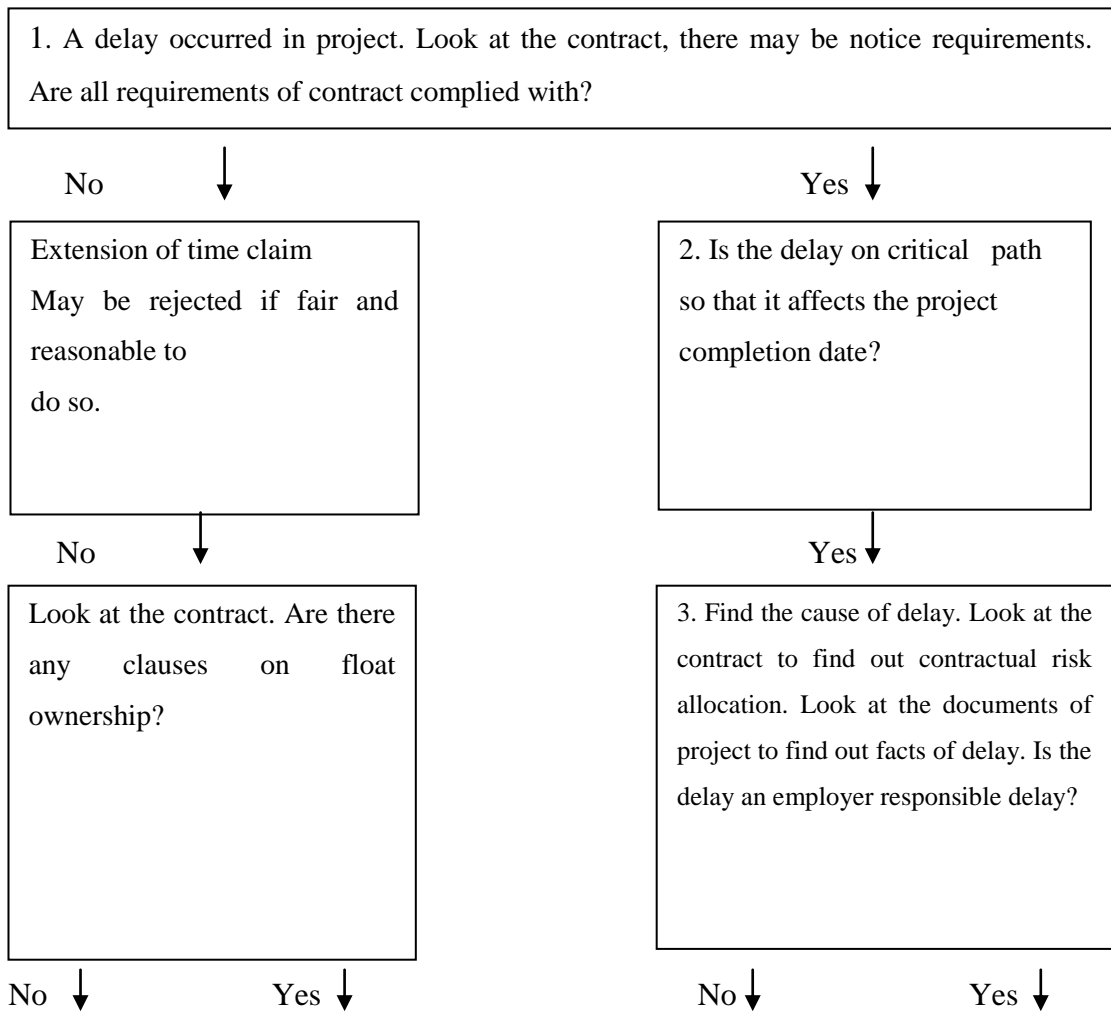 1. A delay occurred in project. Look at the contract, there may be notice requirements.
Are all requirements of contract complied with?
No
Yes
Extension of time claim
May be rejected if fair and
reasonable to
do so.
2. Is the delay on critical path
so that it affects the project
completion date?
No
Yes
Look at the contract. Are there
any clauses on float
ownership?
3. Find the cause of delay. Look at the
contract to find out contractual risk
allocation. Look at the documents of
project to find out facts of delay. Is the
delay an employer responsible delay?
No
Yes
No
Yes